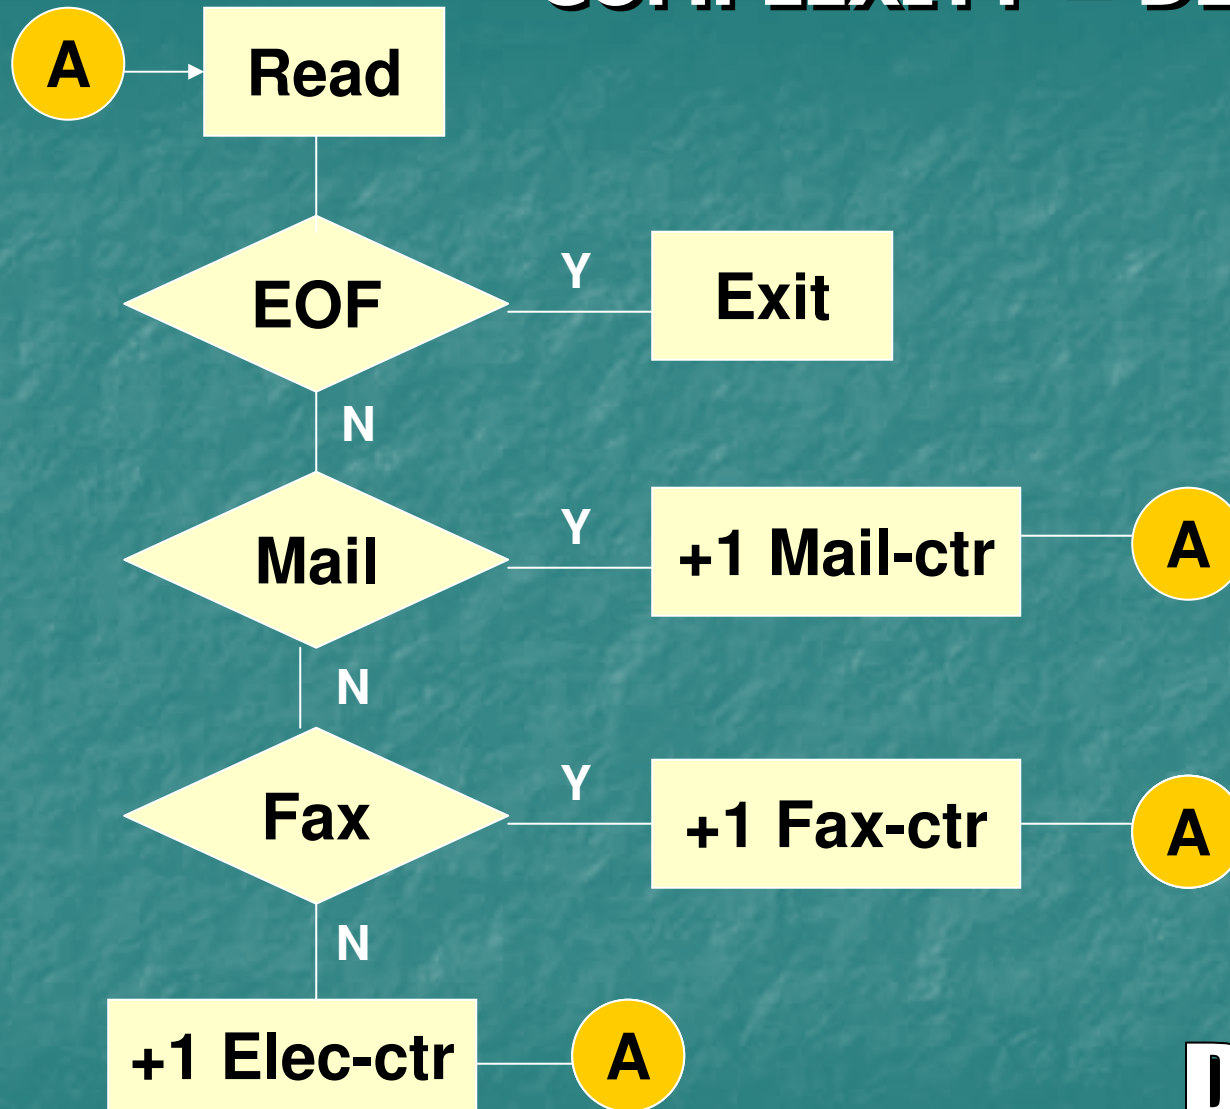 A
Read
EOF
Y
Exit
N
Mail
Y
+1 Mail-ctr
A
N
Fax
Y
+1 Fax-ctr
A
N
+1 Elec-ctr
A